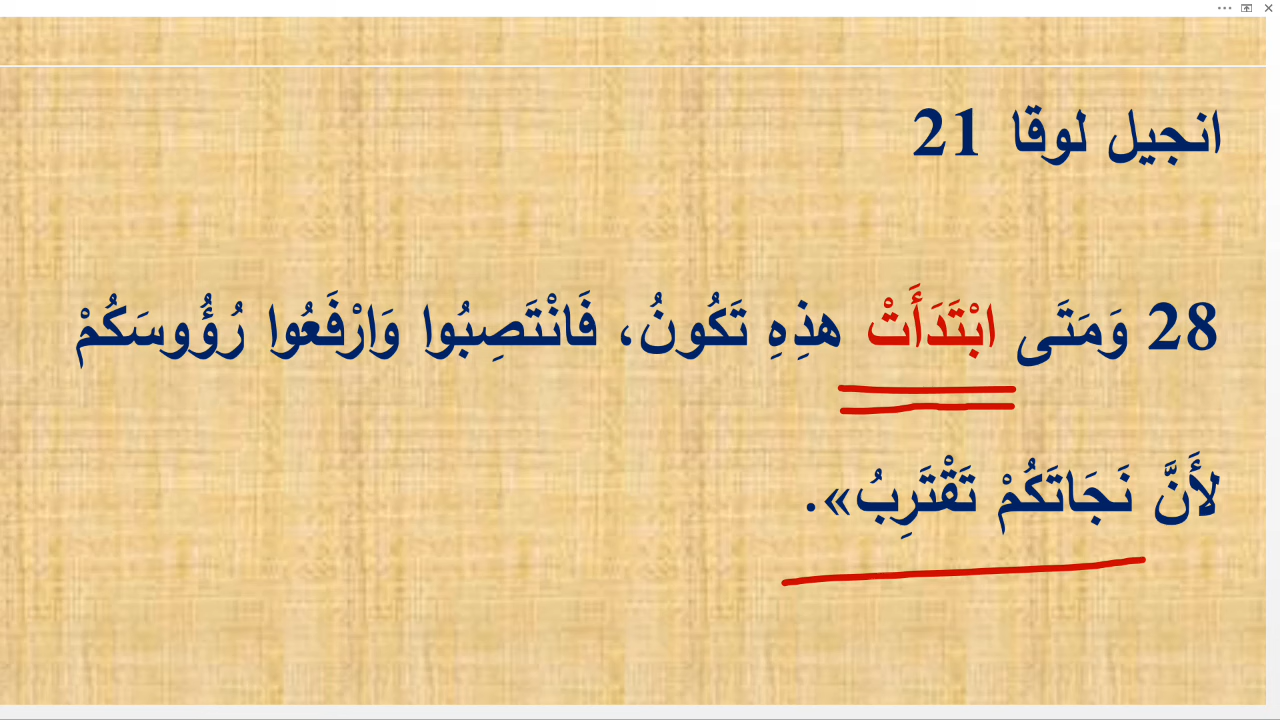 انجيل لوقا 21
28 وَمَتَى ابْتَدَأَتْ هذِهِ تَكُونُ، فَانْتَصِبُوا وَارْفَعُوا رُؤُوسَكُمْ
لأَنَّ نَجَاتَكُمْ تَقْتَرِبُ».